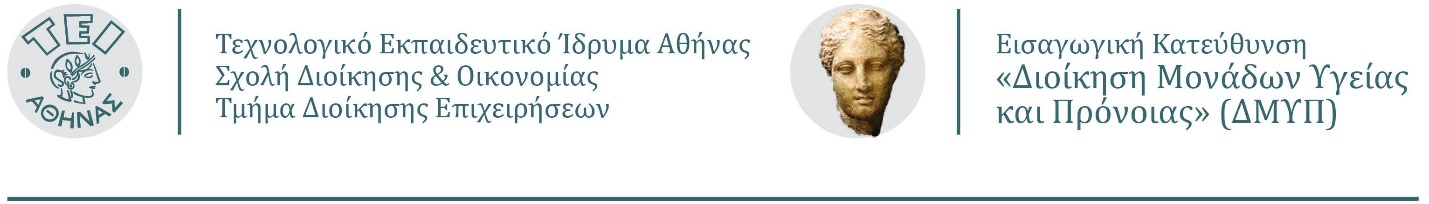 ΤΕΙ
ΑΘΗΝΑΣ
Τεχνολογικό Εκπαιδευτικό Ίδρυμα Αθήνας
Σχολή Διοίκησης & Οικονομίας
Τμήμα Διοίκησης Επιχειρήσεων
Εισαγωγική Κατεύθυνση
«Διοίκηση Μονάδων Υγείας
και Πρόνοιας» (ΔΜΥΠ)